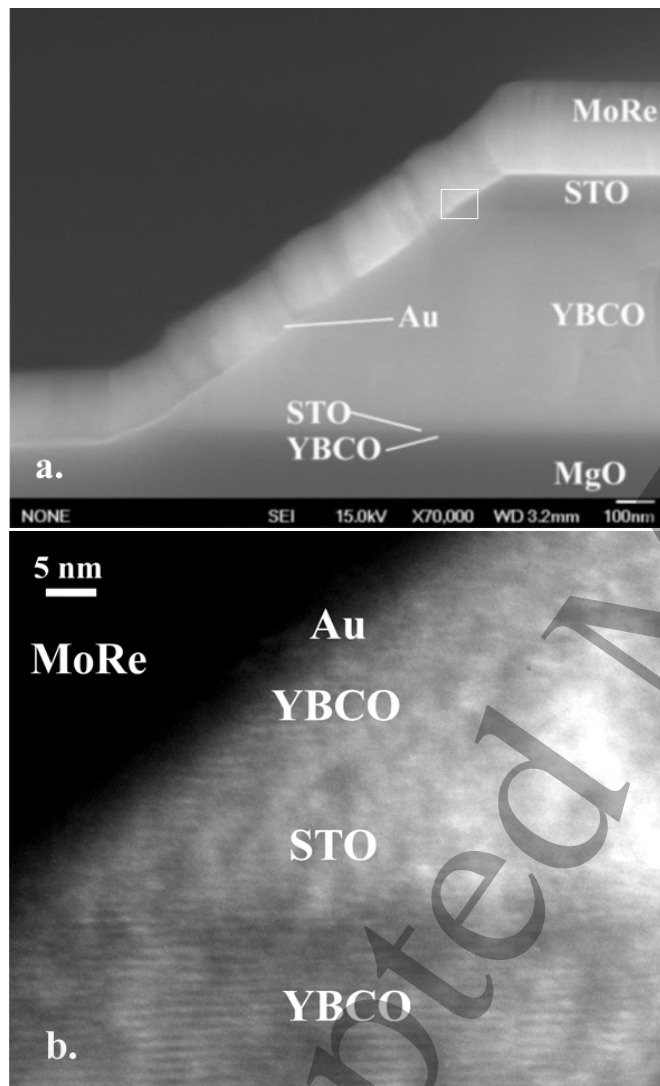 MoRe
STO
YBCO
Au
STO
YBCO
MgO
a.
NONE SEI 15.0kV X70,000 WD 3.2mm 100nm
5 nm
Au
MoRe
YBCO
STO
YBCO
b.
pted M